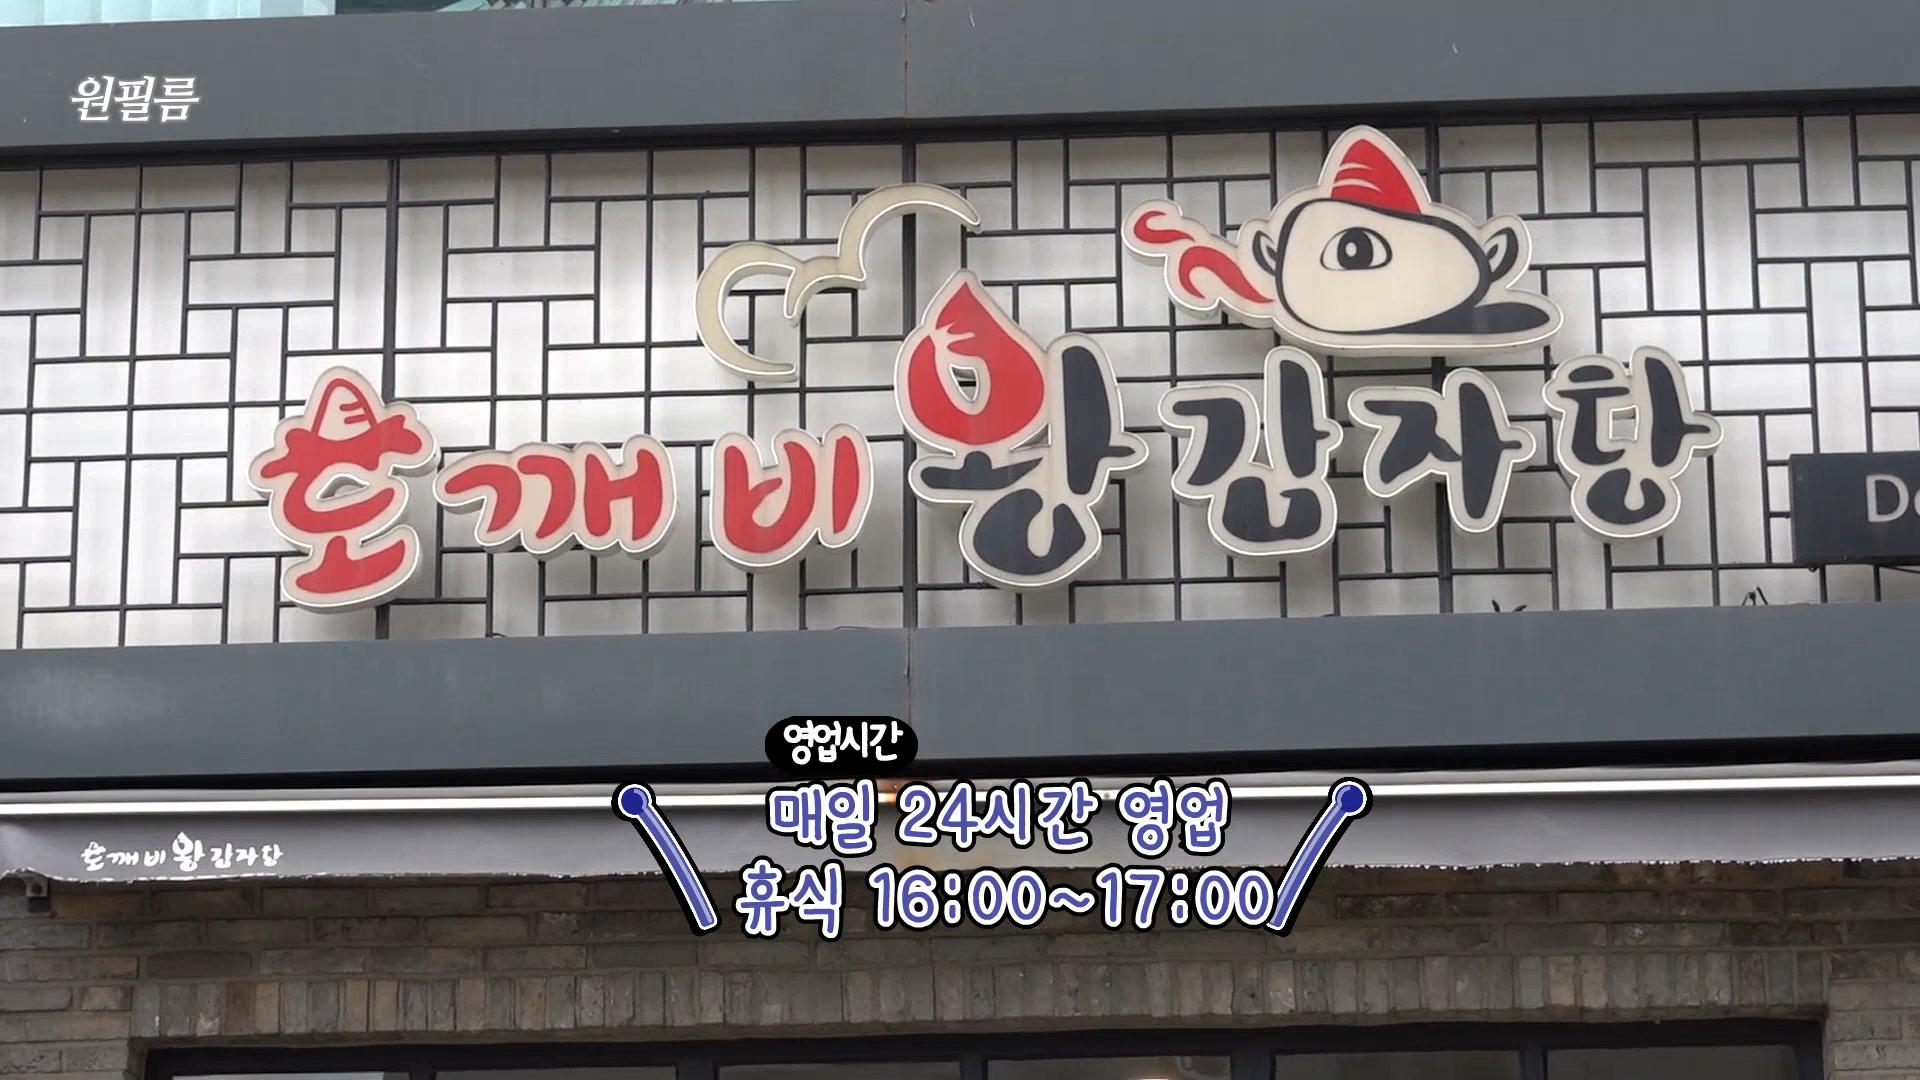 원필름
도깨비왕감자탕
영업시간
매일 24시간 영업
도깨비왕감자탕
휴식 16:00~17:00